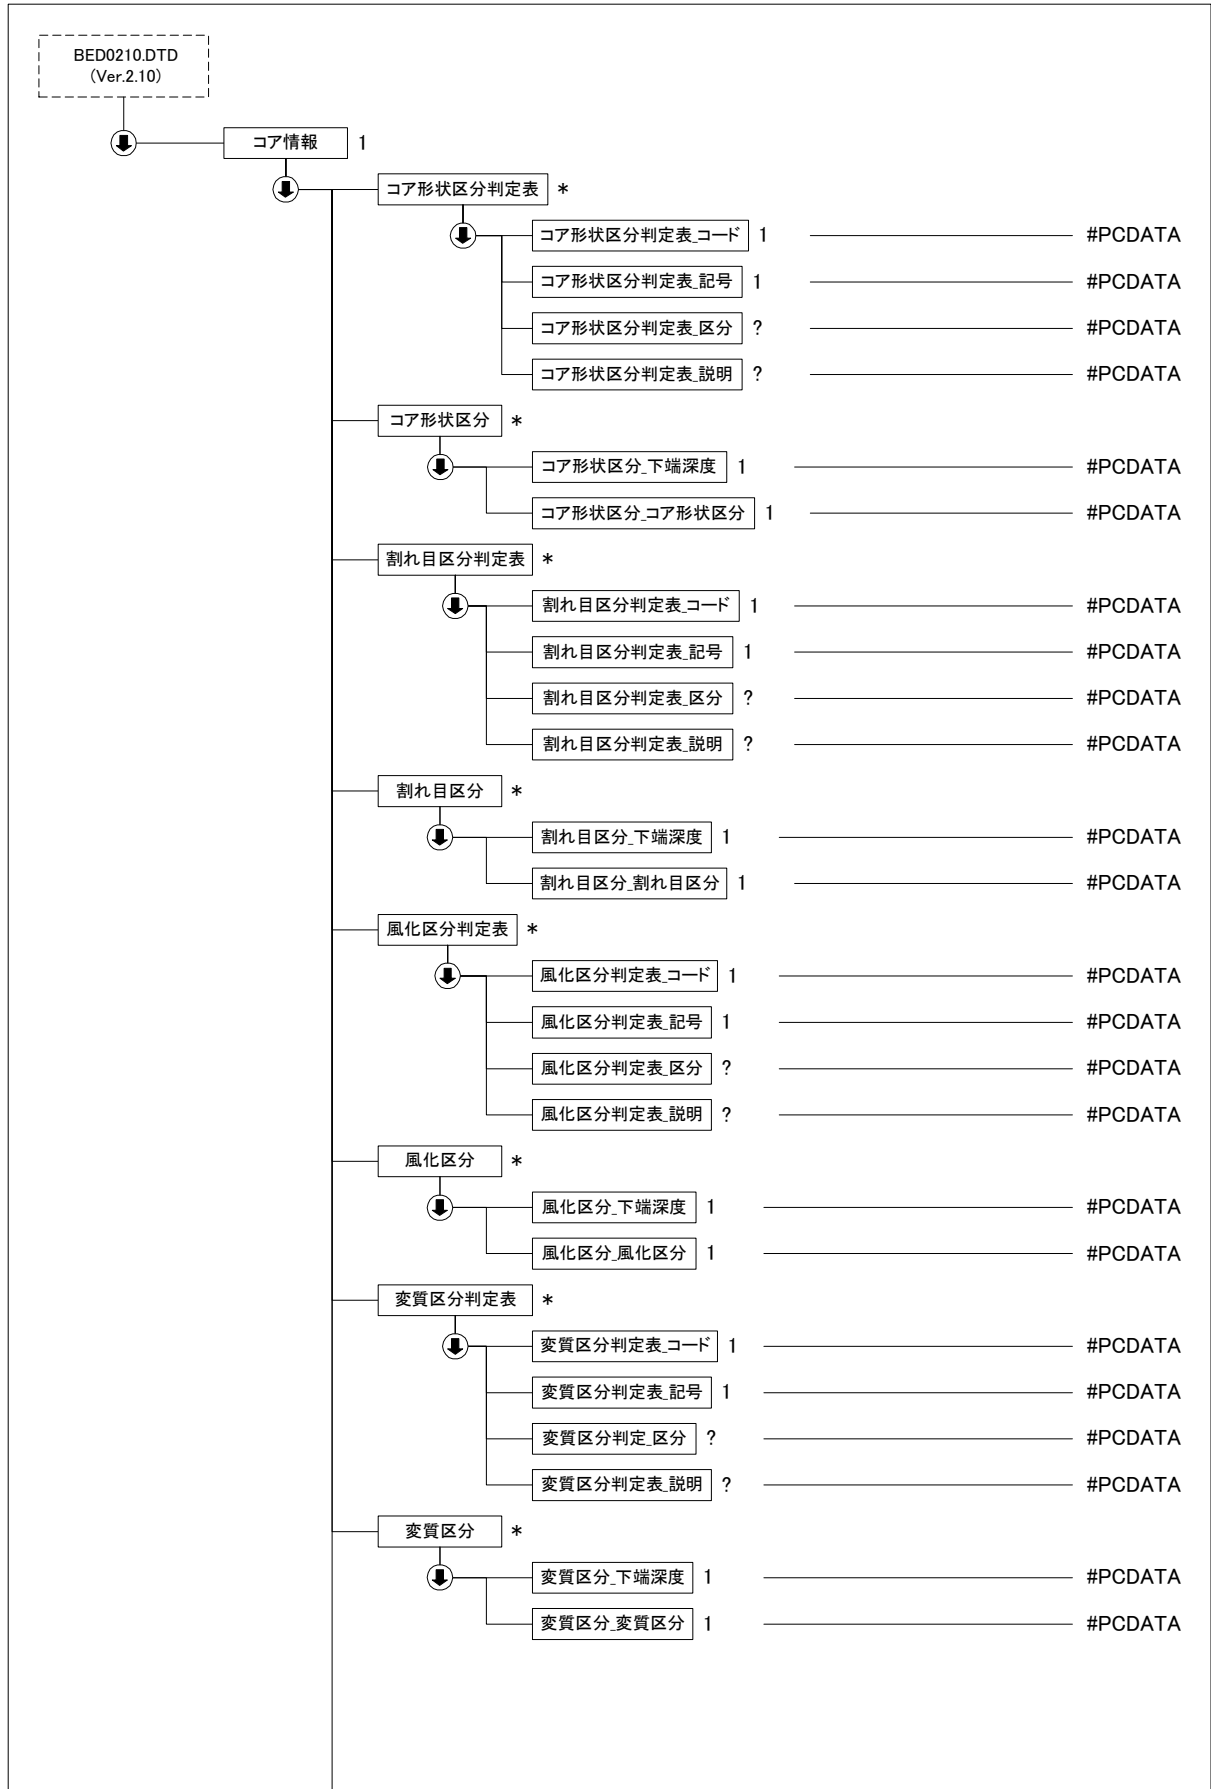 BED0210.DTD
(Ver.2.10)
コア情報 1
コア形状区分判定表 *
コア形状区分判定表_コード 1 #PCDATA
コア形状区分判定表_記号 1 #PCDATA
コア形状区分判定表_区分 ? #PCDATA
コア形状区分判定表_説明 ? #PCDATA
コア形状区分 *
コア形状区分_下端深度 1 #PCDATA
コア形状区分_コア形状区分 1 #PCDATA
割れ目区分判定表 *
割れ目区分判定表_コード 1 #PCDATA
割れ目区分判定表_記号 1 #PCDATA
割れ目区分判定表_区分 ? #PCDATA
割れ目区分判定表_説明 ? #PCDATA
割れ目区分 *
割れ目区分_下端深度 1 #PCDATA
割れ目区分_割れ目区分 1 #PCDATA
風化区分判定表 *
風化区分判定表_コード 1 #PCDATA
風化区分判定表_記号 1 #PCDATA
風化区分判定表_区分 ? #PCDATA
風化区分判定表_説明 ? #PCDATA
風化区分 *
風化区分_下端深度 1 #PCDATA
風化区分_風化区分 1 #PCDATA
変質区分判定表 *
変質区分判定表_コード 1 #PCDATA
変質区分判定表_記号 1 #PCDATA
変質区分判定_区分 ? #PCDATA
変質区分判定表_説明 ? #PCDATA
変質区分 *
変質区分_下端深度 1 #PCDATA
変質区分_変質区分 1 #PCDATA